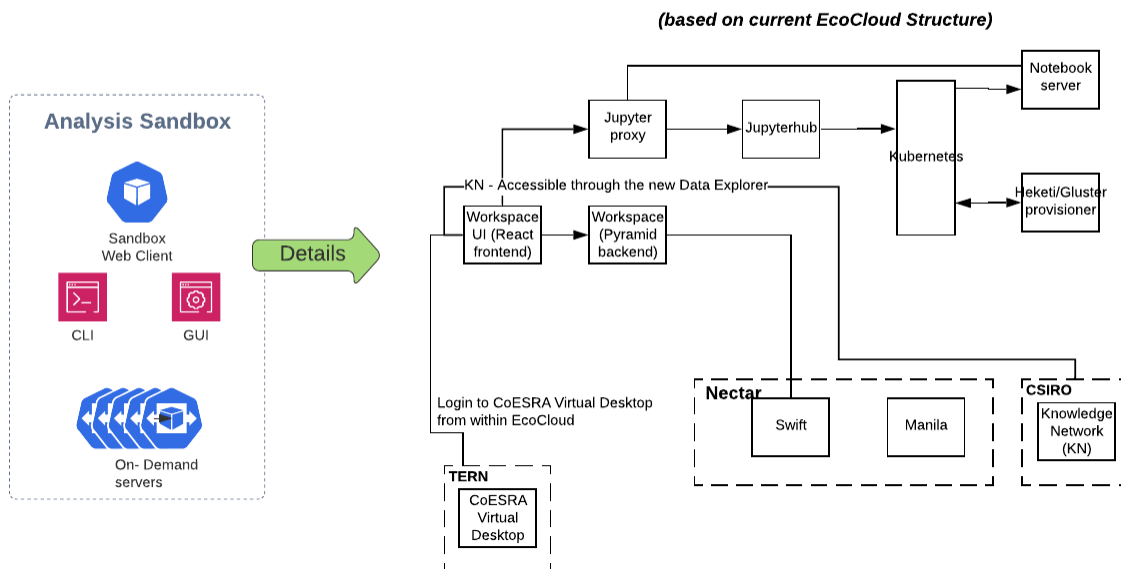 (based on current EcoCloud Structure)
Analysis Sandbox
Sandbox
Web Client
CLI
GUI
On- Demand
servers
Details
Notebook
server
Jupyter
proxy
Jupyterhub
Kubernetes
Heketi/Gluster
provisioner
KN - Accessible through the new Data Explorer
Workspace
UI (React
frontend)
Workspace
(Pyramid
backend)
Login to CoESRA Virtual Desktop
from within EcoCloud
Nectar
Swift
Manila
CSIRO
Knowledge
Network
(KN)
TERN
CoESRA
Virtual
Desktop